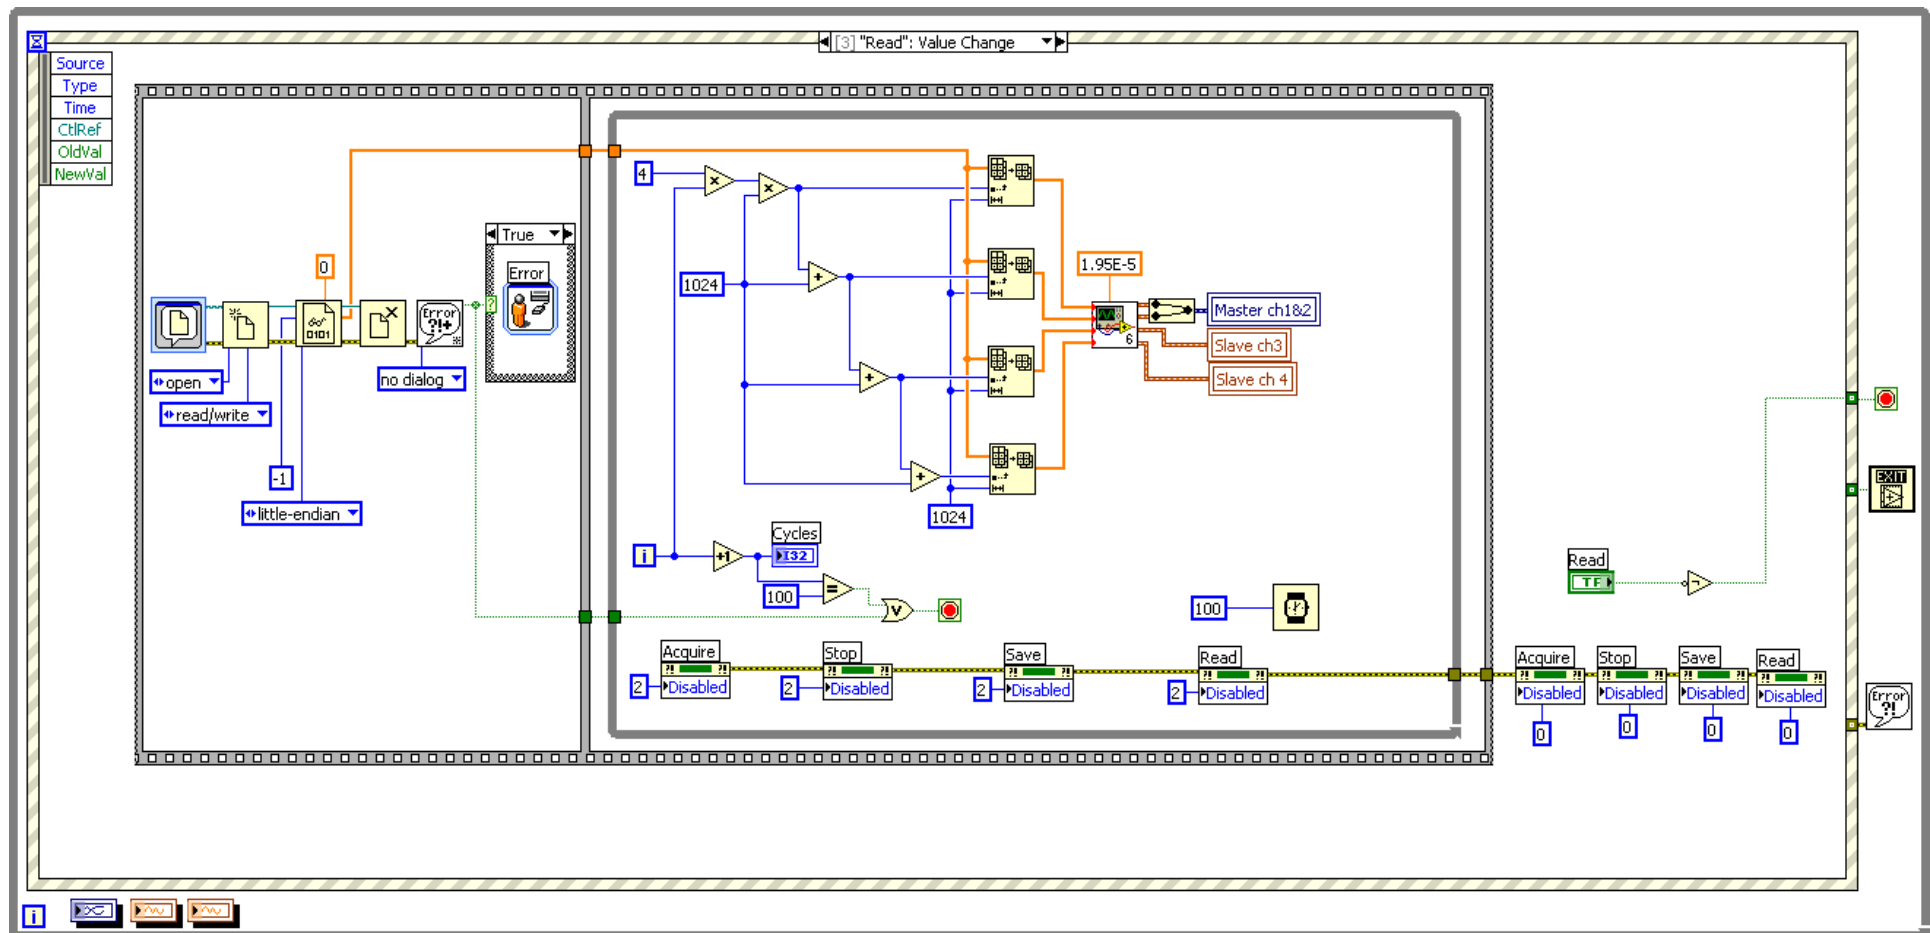 [3] "Read": Value Change
Source
Type
Time
CtlRef
OldVal
NewVal
True
Error
0
Error
?!+
0101
?
open
read/write
no dialog
-1
little-endian
4
×
×
1024
+
+
+
1024
1.95E-5
6
Master ch1&2
Slave ch3
Slave ch 4
i
+1
Cycles
I32
100
=
V
100
Acquire
Stop
Save
Read
?! ?!
?! ?!
?! ?!
?! ?!
2
Disabled
2
Disabled
2
Disabled
2
Disabled
EXIT
Read
TF
Acquire
Stop
Save
Read
?! ?!
?! ?!
?! ?!
?! ?!
Disabled
Disabled
Disabled
Disabled
0
0
0
0
Error
?!
i